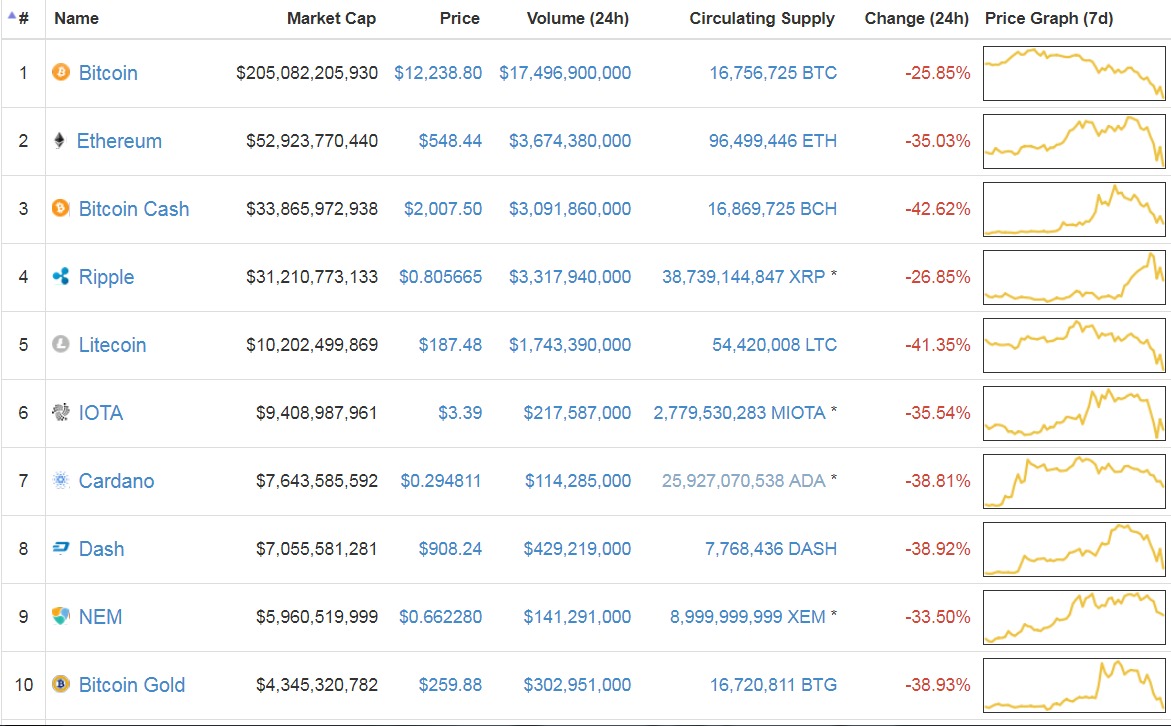 # Name Market Cap Price Volume (24h) Circulating Supply Change (24h) Price Graph (7d)
1 Bitcoin $205,082,205,930 $12,238.80 $17,496,900,000 16,756,725 BTC -25.85%
2 Ethereum $52,923,770,440 $548.44 $3,674,380,000 96,499,446 ETH -35.03%
3 Bitcoin Cash $33,865,972,938 $2,007.50 $3,091,860,000 16,869,725 BCH -42.62%
4 Ripple $31,210,773,133 $0.805665 $3,317,940,000 38,739,144,847 XRP * -26.85%
5 Litecoin $10,202,499,869 $187.48 $1,743,390,000 54,420,008 LTC -41.35%
6 IOTA $9,408,987,961 $3.39 $217,587,000 2,779,530,283 MIOTA * -35.54%
7 Cardano $7,643,585,592 $0.294811 $114,285,000 25,927,070,538 ADA * -38.81%
8 Dash $7,055,581,281 $908.24 $429,219,000 7,768,436 DASH -38.92%
9 NEM $5,960,519,999 $0.662280 $141,291,000 8,999,999,999 XEM * -33.50%
10 Bitcoin Gold $4,345,320,782 $259.88 $302,951,000 16,720,811 BTG -38.93%